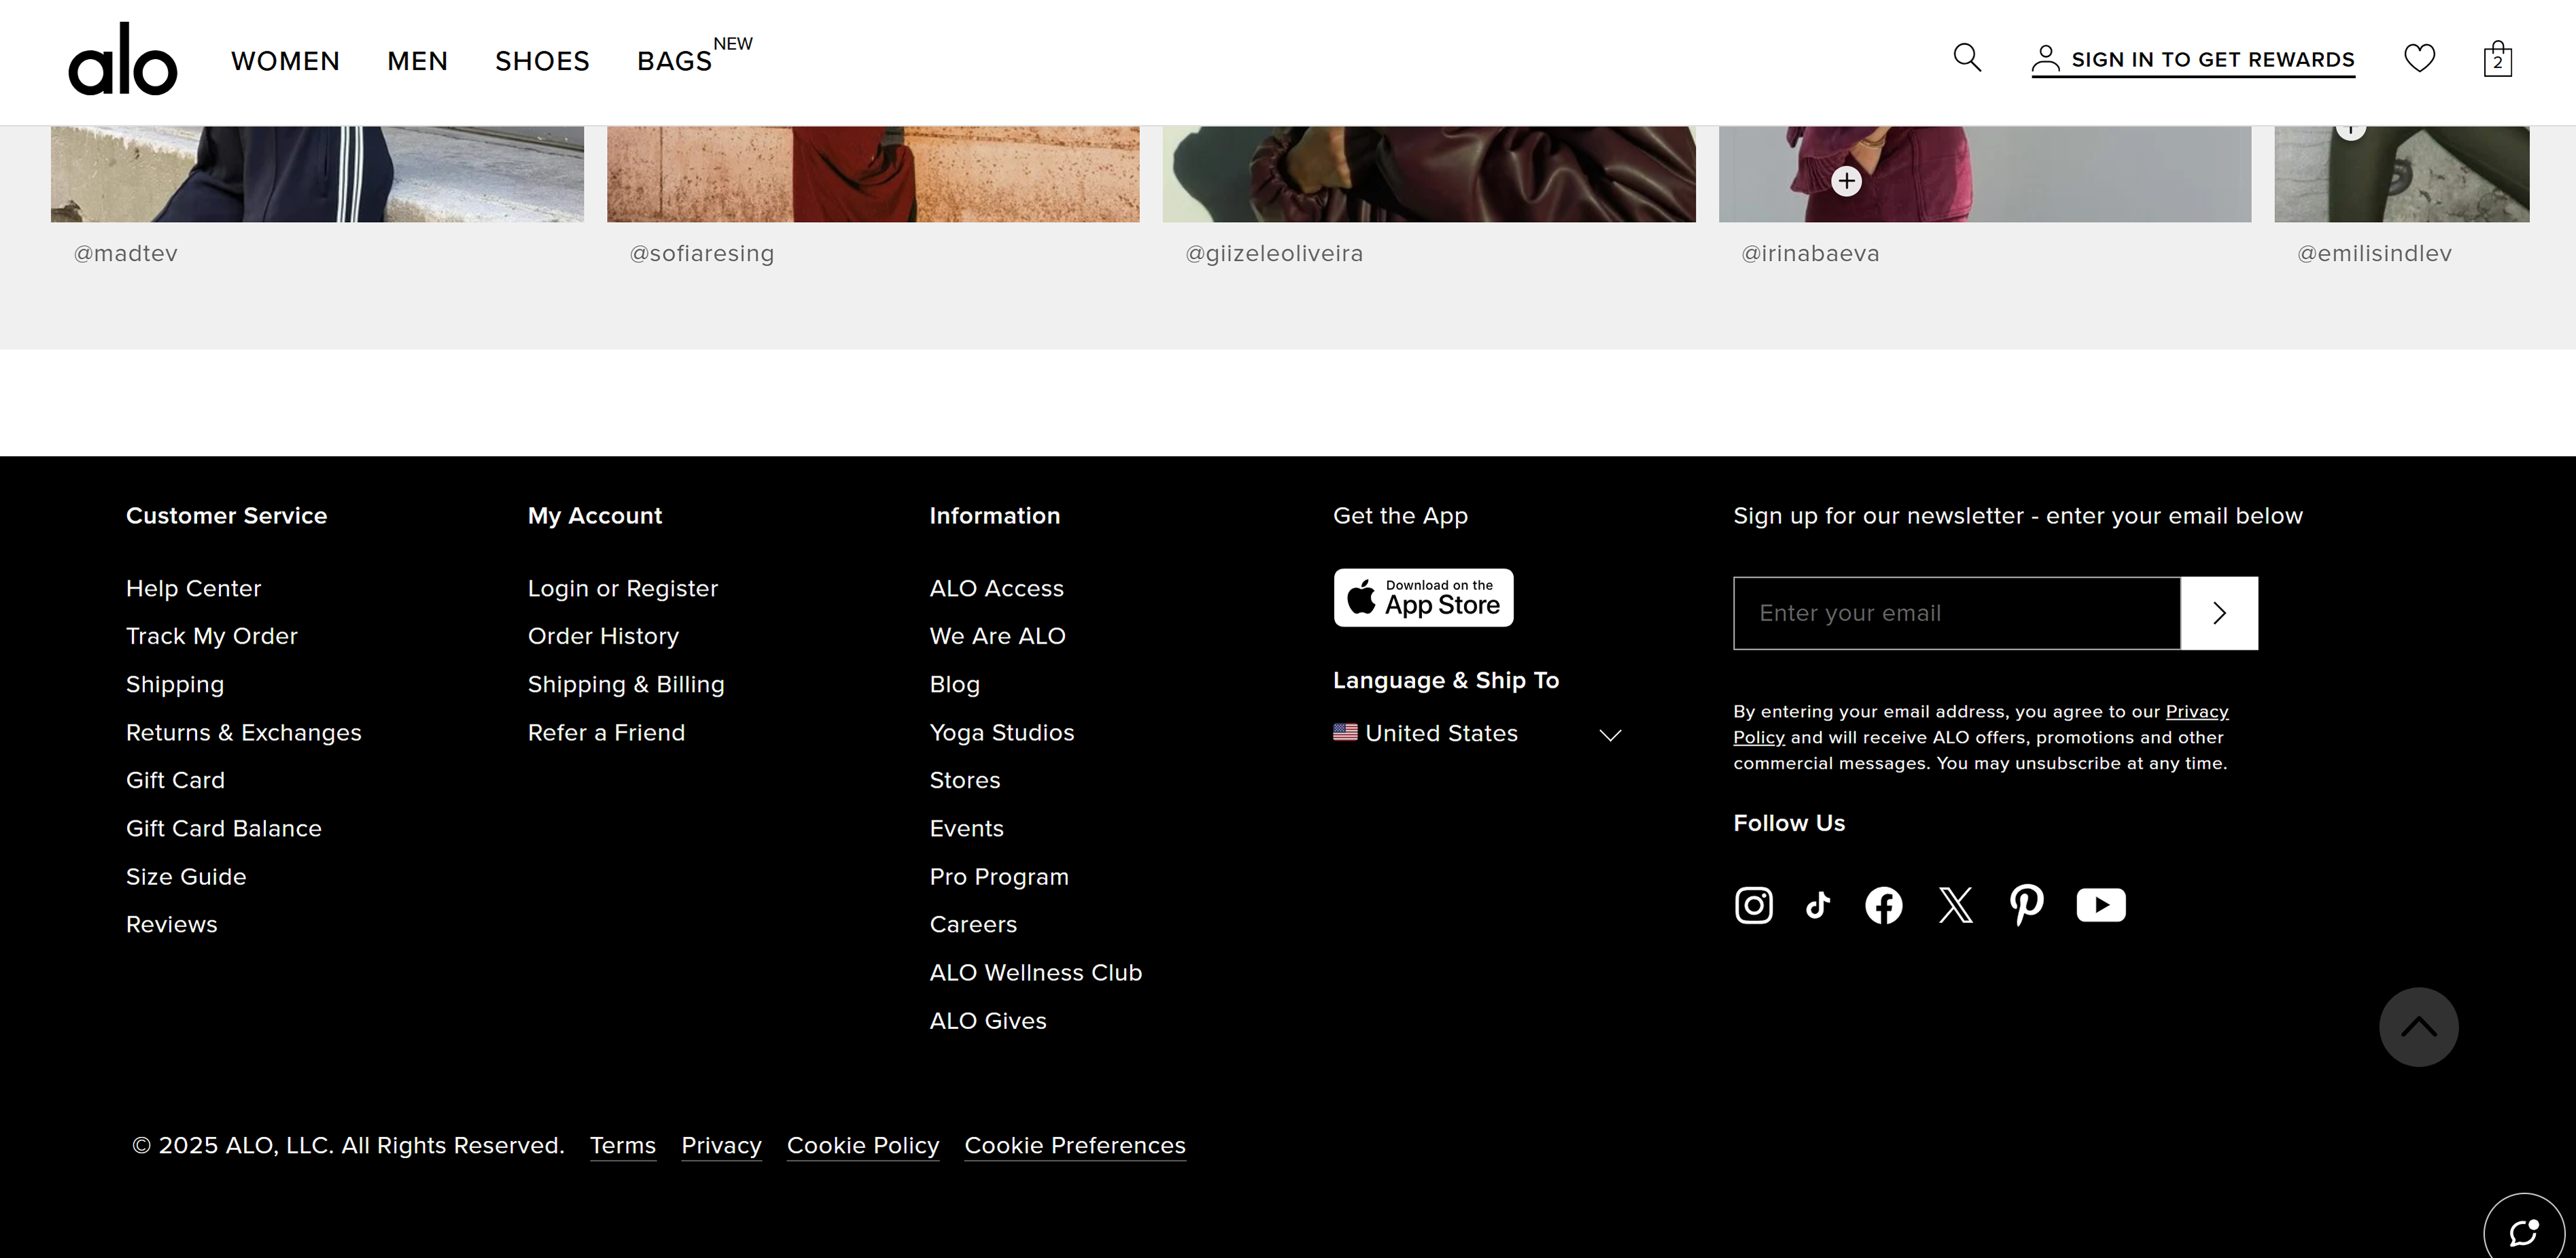 alo
WOMEN MEN SHOES BAGS NEW
SIGN IN TO GET REWARDS
2
@madtev
@sofiaresing
@giizeleoliveira
@irinabaeva
@emilisindlev
Customer Service
Help Center
Track My Order
Shipping
Returns & Exchanges
Gift Card
Gift Card Balance
Size Guide
Reviews
My Account
Login or Register
Order History
Shipping & Billing
Refer a Friend
Information
ALO Access
We Are ALO
Blog
Yoga Studios
Stores
Events
Pro Program
Careers
ALO Wellness Club
ALO Gives
Get the App
Download on the
App Store
Language & Ship To
United States
Sign up for our newsletter - enter your email below
Enter your email
By entering your email address, you agree to our Privacy
Policy and will receive ALO offers, promotions and other
commercial messages. You may unsubscribe at any time.
Follow Us
© 2025 ALO, LLC. All Rights Reserved. Terms Privacy Cookie Policy Cookie Preferences